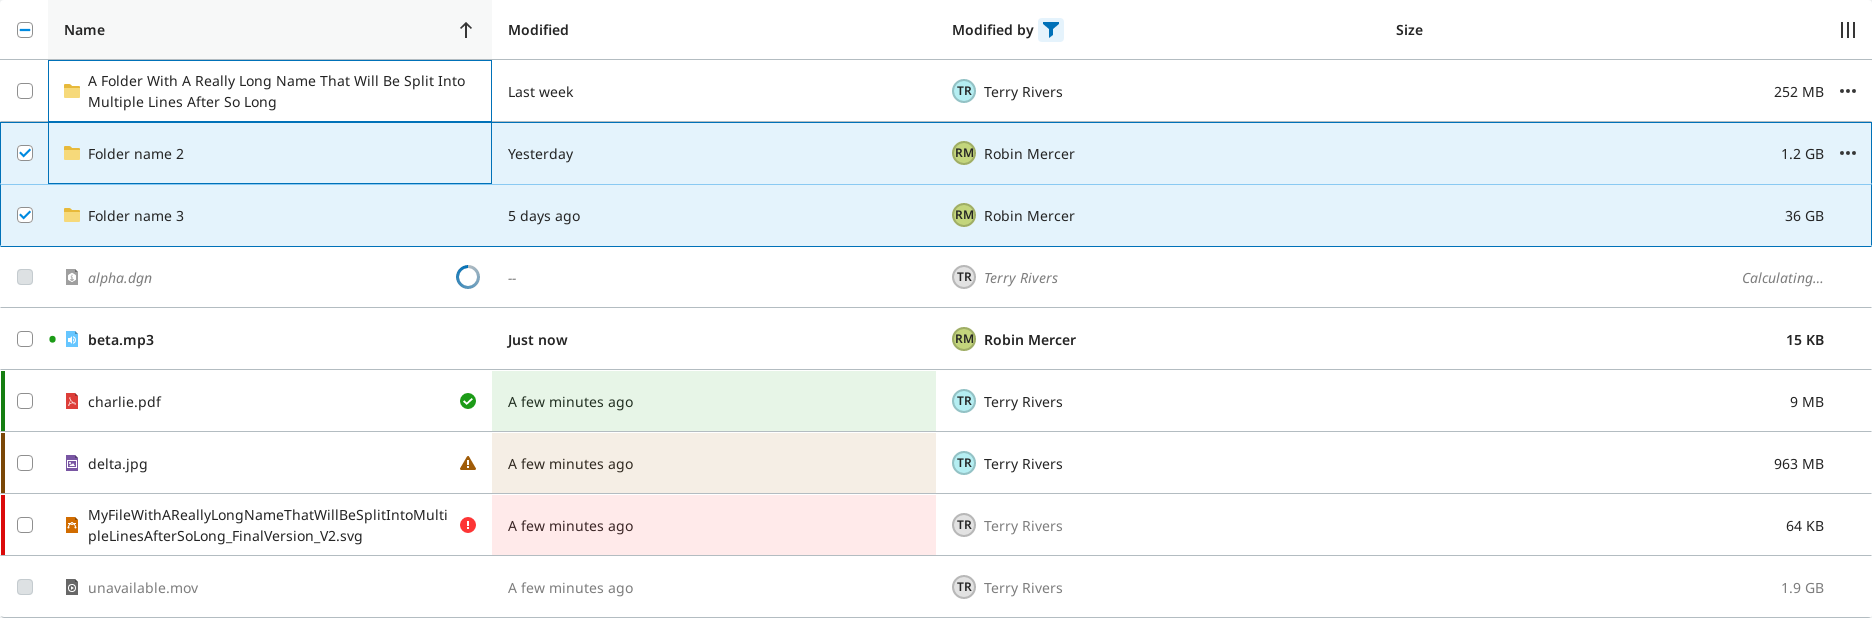 Name Modified Modified by Size
A Folder With A Really Long Name That Will Be Split Into
Multiple Lines After So Long
Last week TR Terry Rivers 252 MB
Folder name 2 Yesterday RM Robin Mercer 1.2 GB
Folder name 3 5 days ago RM Robin Mercer 36 GB
alpha.dgn -- TR Terry Rivers Calculating...
beta.mp3 Just now RM Robin Mercer 15 KB
charlie.pdf A few minutes ago TR Terry Rivers 9 MB
delta.jpg A few minutes ago TR Terry Rivers 963 MB
MyFileWithAReallyLongNameThatWillBeSplitIntoMulti
pleLinesAfterSoLong_FinalVersion_V2.svg
A few minutes ago TR Terry Rivers 64 KB
unavailable.mov A few minutes ago TR Terry Rivers 1.9 GB